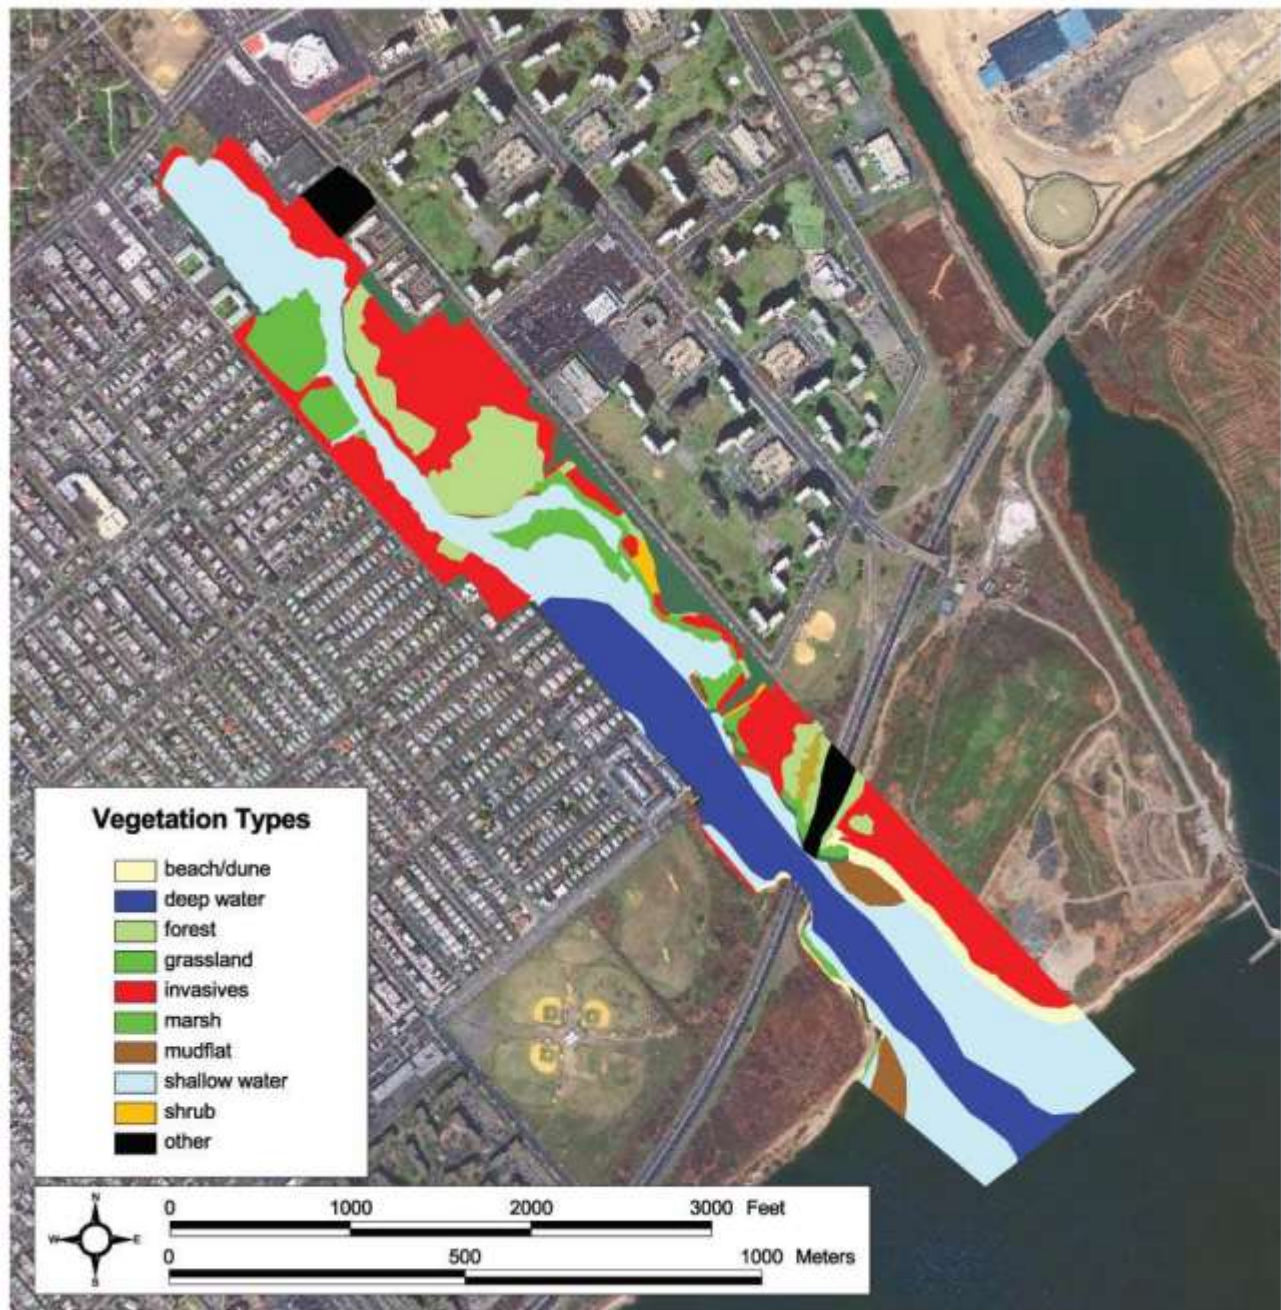 Vegetation Types
beach/dune
deep water
forest
grassland
invasives
marsh
mudflat
shallow water
shrub
other
N
W E
S
0 1000 2000 3000 Feet
0 500 1000 Meters